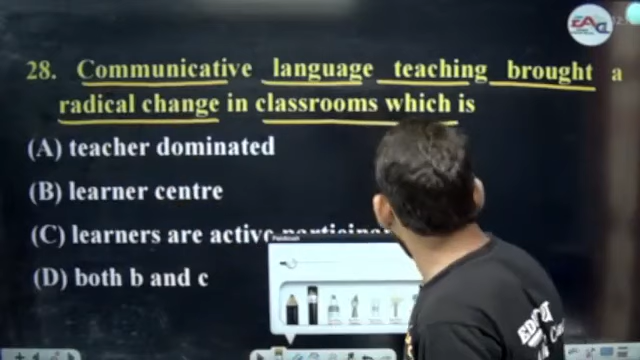 28. Communicative language teaching brought a
radical change in classrooms which is
(A) teacher dominated
(B) learner centre
(C) learners are active
(D) both b and c